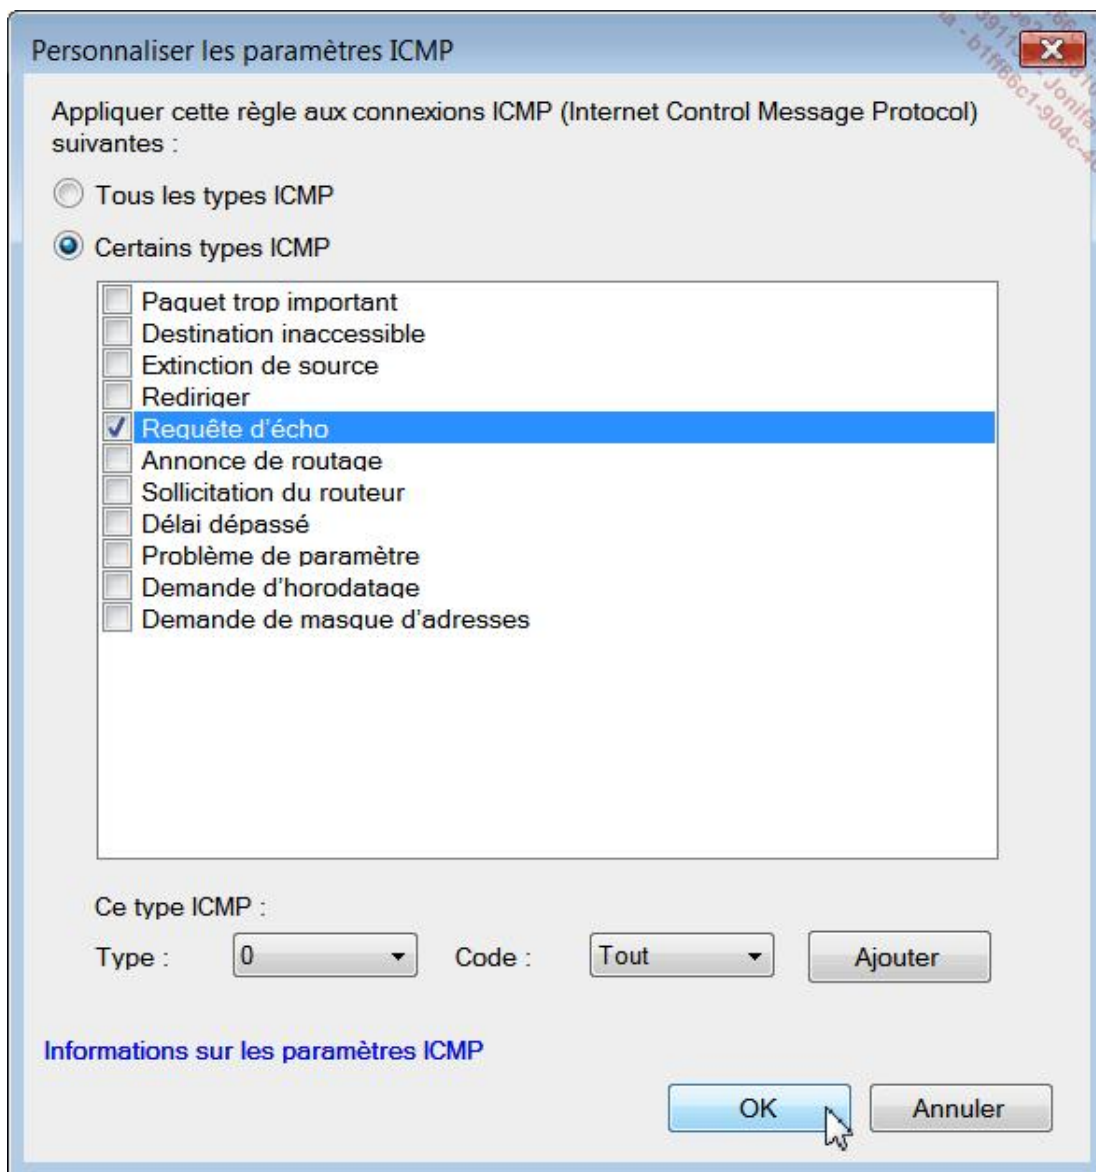 Personnaliser les paramètres ICMP
Appliquer cette règle aux connexions ICMP (Internet Control Message Protocol)
suivantes :
Tous les types ICMP
Certains types ICMP
Paquet trop important
Destination inaccessible
Extinction de source
Rediriger
Requête d'écho
Annonce de routage
Sollicitation du routeur
Délai dépassé
Problème de paramètre
Demande d'horodatage
Demande de masque d'adresses
Ce type ICMP :
Type : 0 Code : Tout Ajouter
Informations sur les paramètres ICMP
OK Annuler